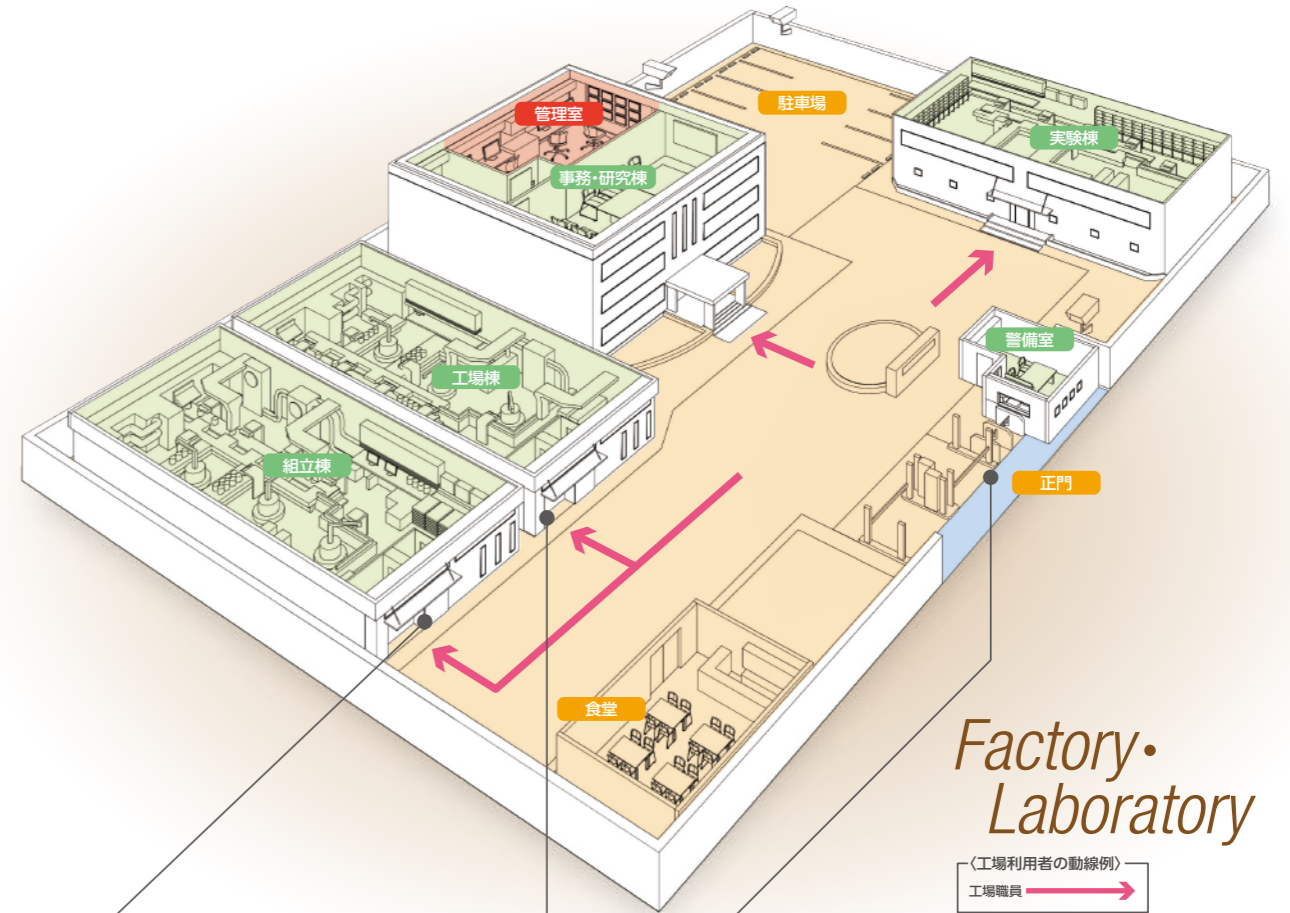 駐車場
管理室
実験棟
事務・研究棟
警備室
工場棟
組立棟
正門
食堂
Factory・
Laboratory
〈工場利用者の動線例〉
工場職員